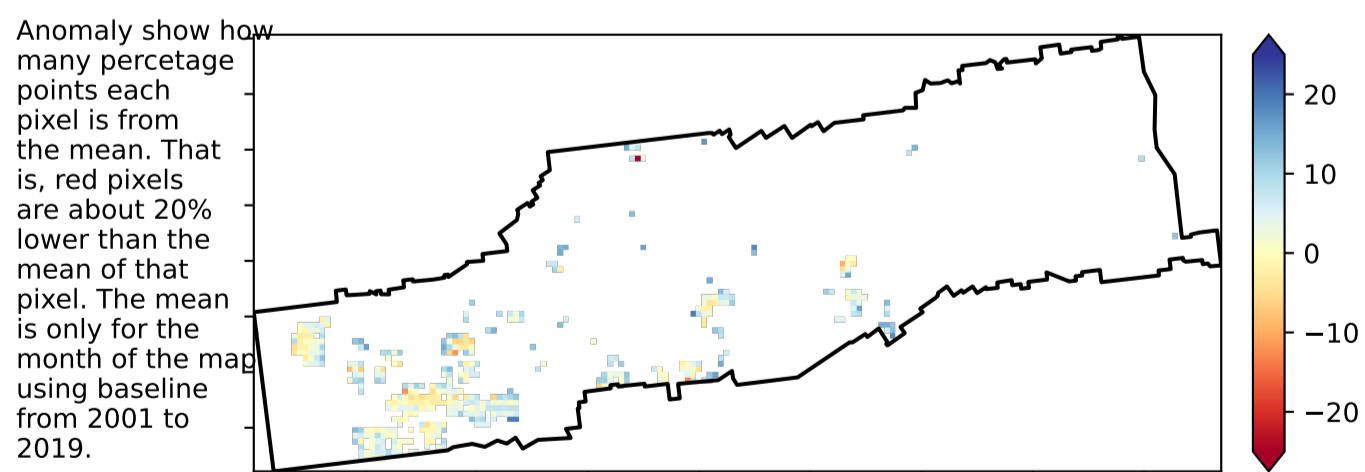 Anomaly show how
many percetage
points each
pixel is from
the mean. That
is, red pixels
are about 20%
lower than the
mean of that
pixel. The mean
is only for the
month of the map
using baseline
from 2001 to
2019.
20
10
0
−10
−20